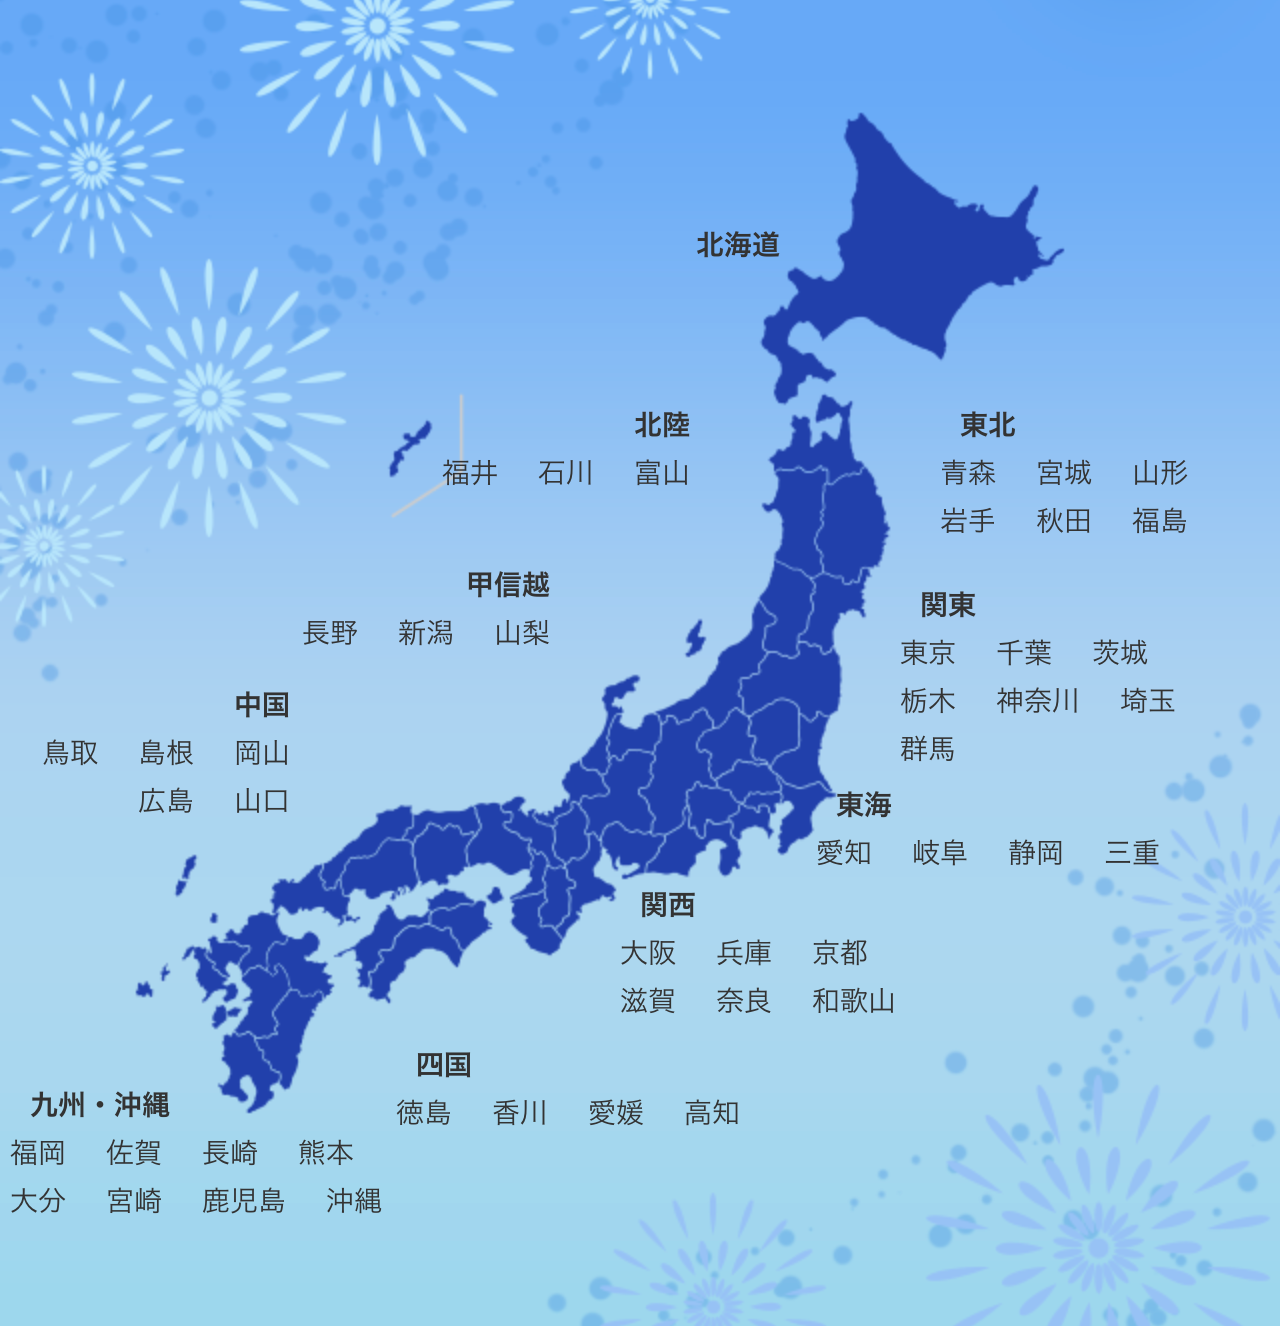 北海道
北陸
福井 石川 富山
東北
青森 宮城 山形
岩手 秋田 福島
甲信越
長野 新潟 山梨
関東
東京 千葉 茨城
栃木 神奈川 埼玉
群馬
中国
鳥取 島根 岡山
広島 山口
東海
愛知 岐阜 静岡 三重
関西
大阪 兵庫 京都
滋賀 奈良 和歌山
四国
徳島 香川 愛媛 高知
九州・沖縄
福岡 佐賀 長崎 熊本
大分 宮崎 鹿児島 沖縄